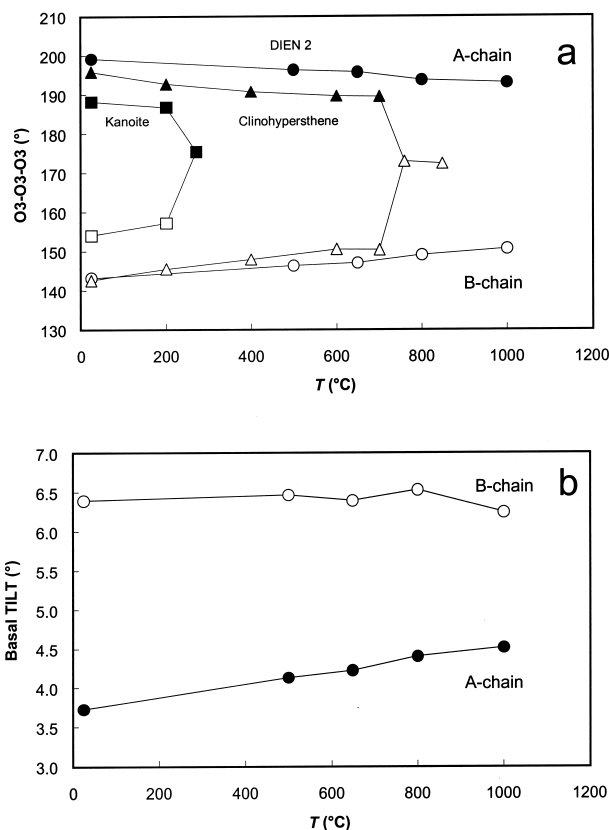 a
210
200
190
180
170
160
150
140
130
O3-O3-O3 (°)
DIEN 2
A-chain
Kanoite
Clinohypersthene
B-chain
0 200 400 600 800 1000 1200
T (°C)
b
7.0
6.5
6.0
5.5
5.0
4.5
4.0
3.5
3.0
Basal TILT (°)
B-chain
A-chain
0 200 400 600 800 1000 1200
T (°C)